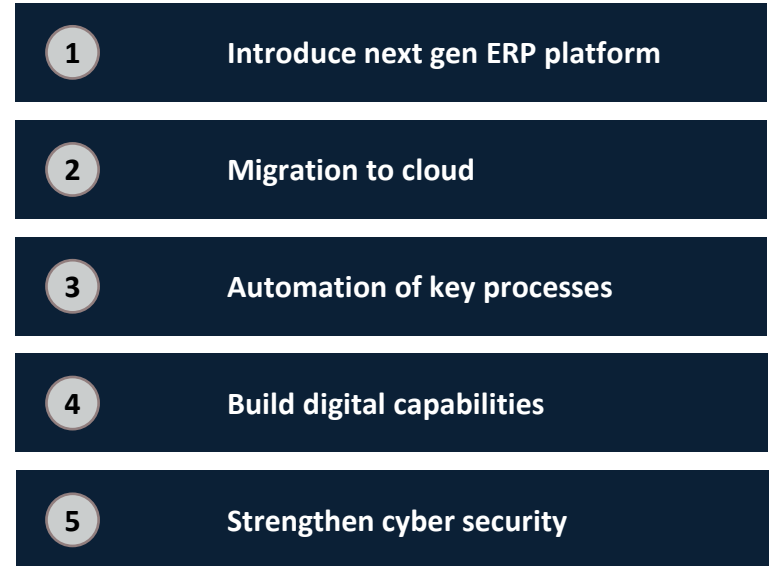 1 Introduce next gen ERP platform
2 Migration to cloud
3 Automation of key processes
4 Build digital capabilities
5 Strengthen cyber security